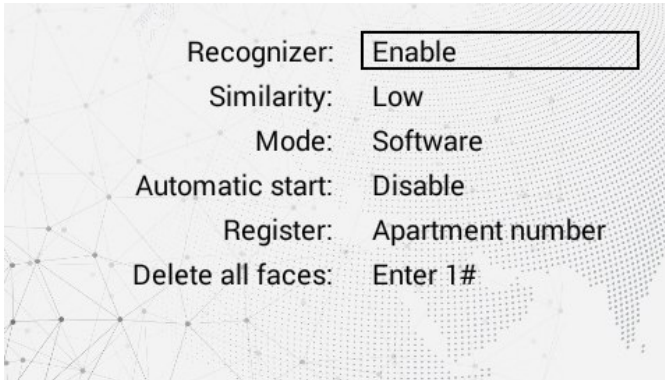 Recognizer: Enable
Similarity: Low
Mode: Software
Automatic start: Disable
Register: Apartment number
Delete all faces: Enter 1#